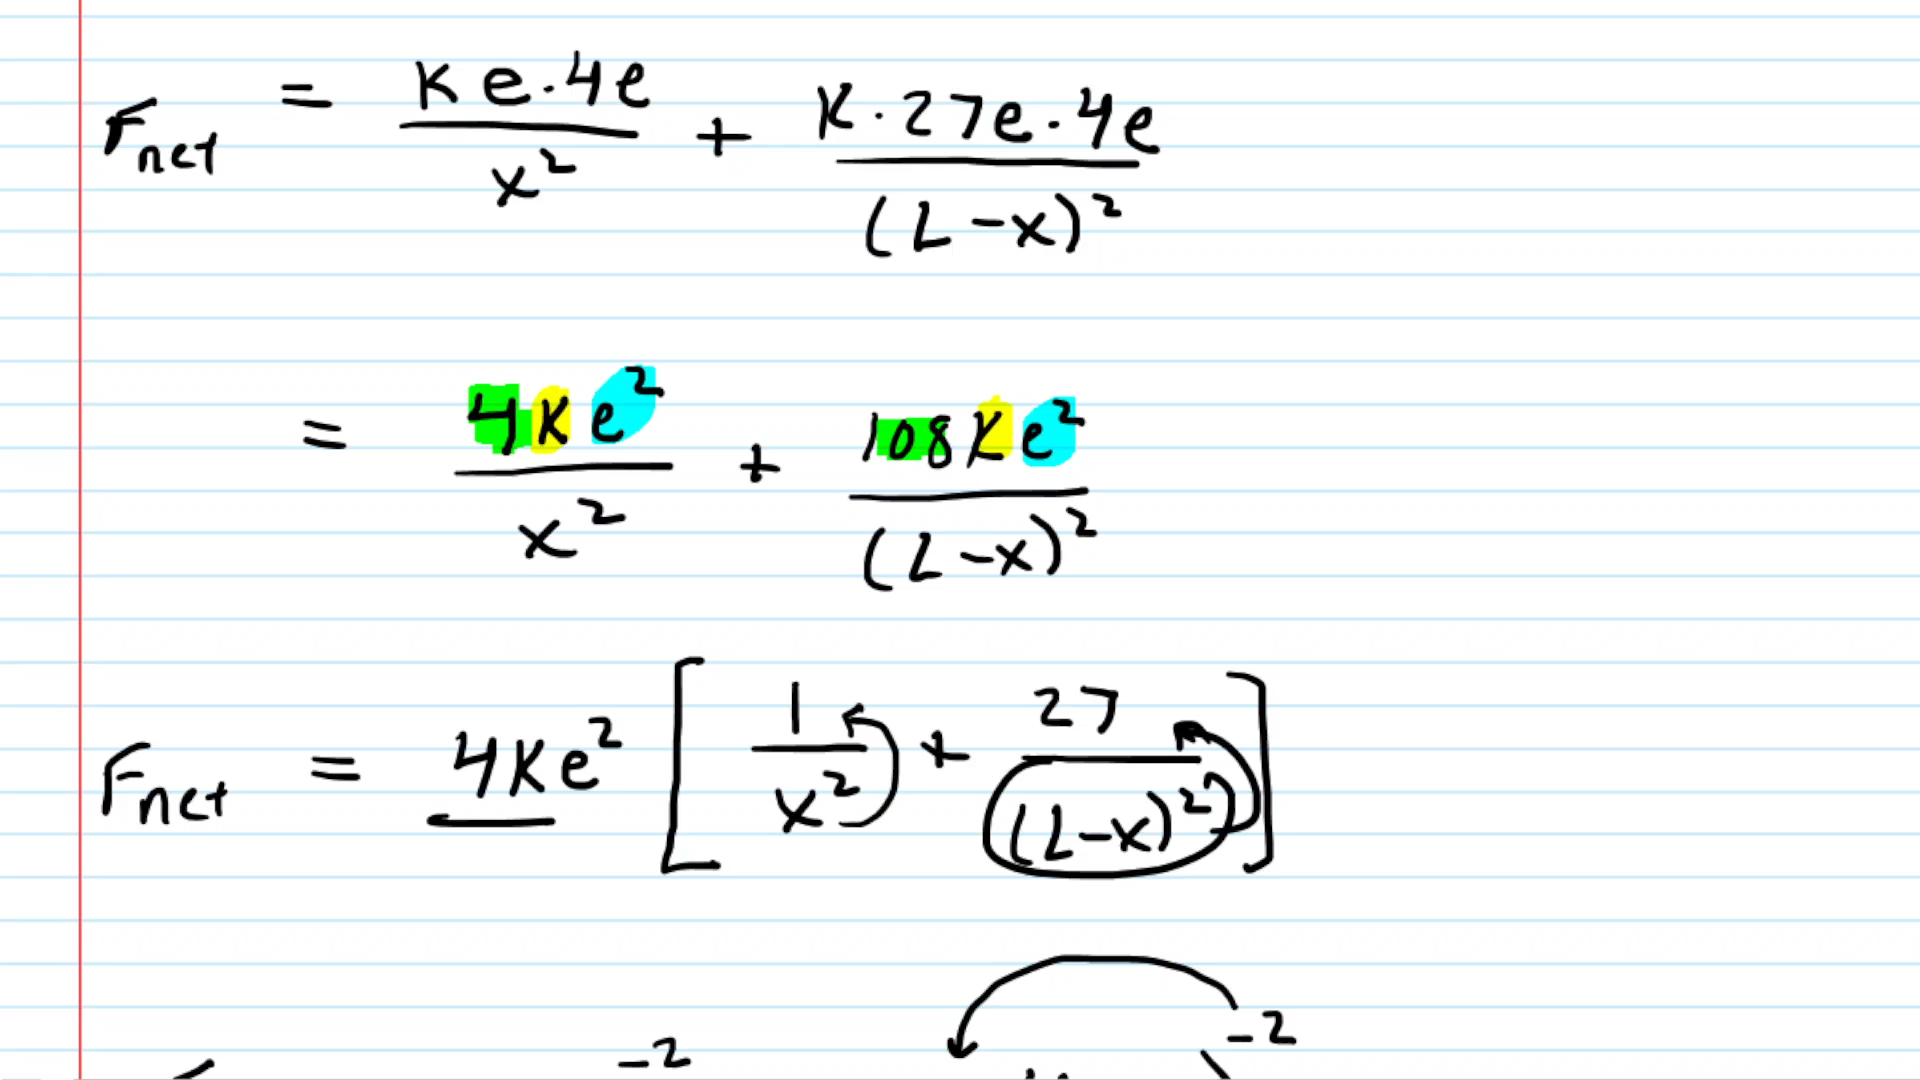 Fnet = Ke·4e/x² + K·27e·4e/(L-x)²
= 4Ke²/x² + 108Ke²/(L-x)²
Fnet = 4Ke² [1/x² + 27/(L-x)²]
-2 -2